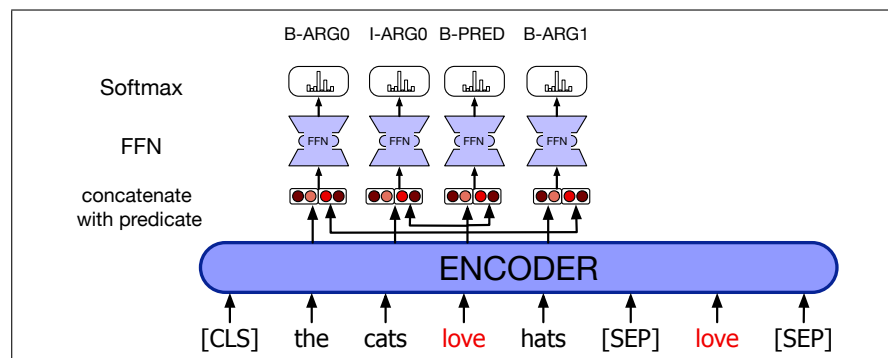 B-ARG0 I-ARG0 B-PRED B-ARG1
Softmax
FFN
FFN FFN FFN FFN
concatenate
with predicate
ENCODER
[CLS] the cats love hats [SEP] love [SEP]